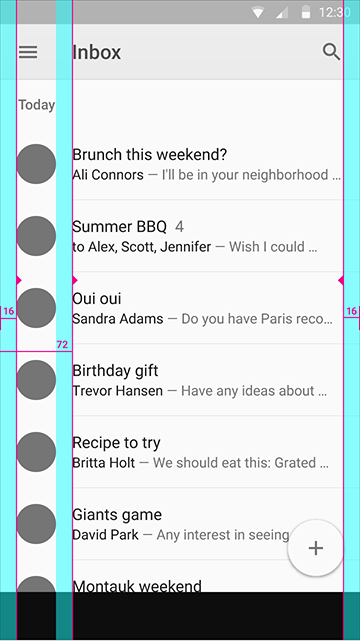 12:30
Inbox
Today
Brunch this weekend?
Ali Connors — I'll be in your neighborhood ...
Summer BBQ 4
to Alex, Scott, Jennifer — Wish I could ...
Oui oui
16
Sandra Adams — Do you have Paris reco...
16
72
Birthday gift
Trevor Hansen — Have any ideas about ...
Recipe to try
Britta Holt — We should eat this: Grated ...
Giants game
David Park — Any interest in seeing
Montauk weekend